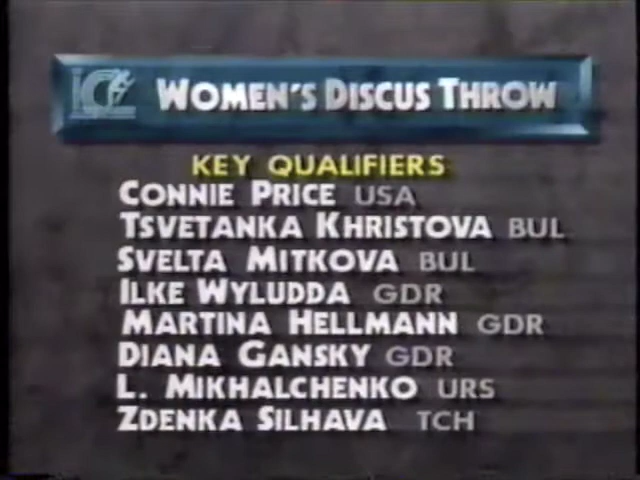 WOMEN'S DISCUS THROW
KEY QUALIFIERS
CONNIE PRICE USA
TSVETANKA KHRISTOVA BUL
SVELTA MITKOVA BUL
ILKE WYLUDDA GDR
MARTINA HELLMANN GDR
DIANA GANSKY GDR
L. MIKHALCHENKO URS
ZDENKA SILHAVA TCH